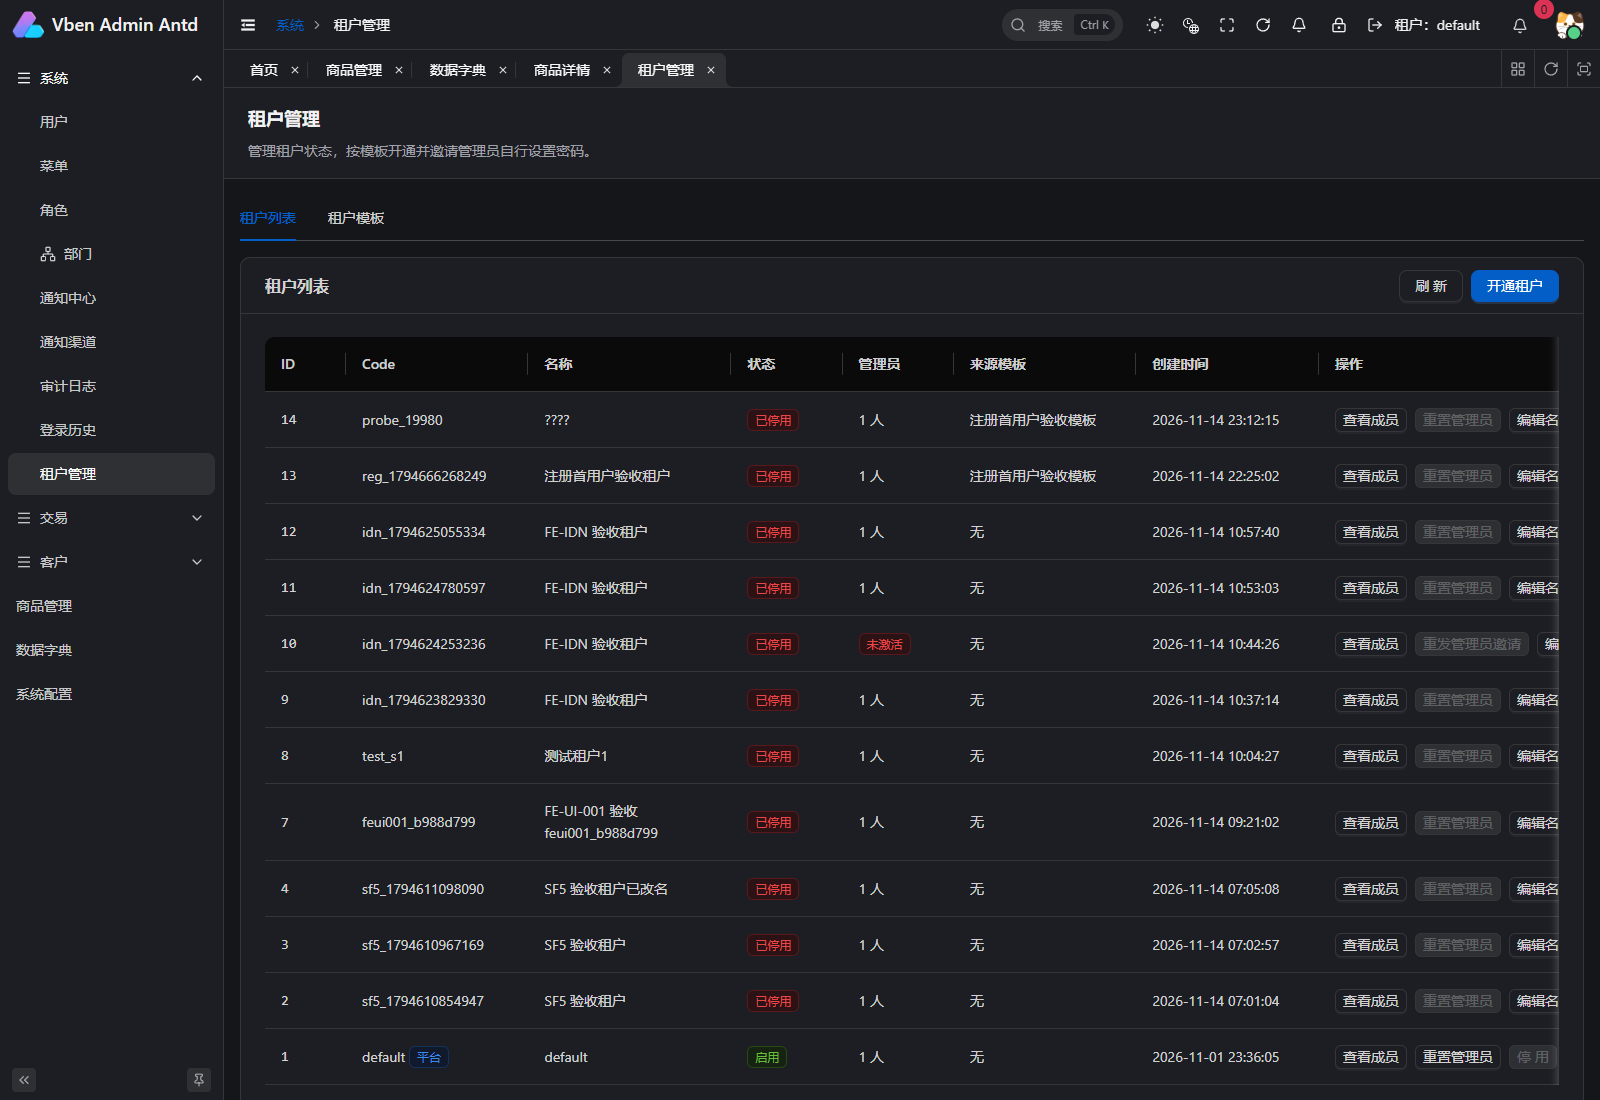 Vben Admin Antd
系统 > 租户管理
搜索 Ctrl K
租户： default
0
首页 × 商品管理 × 数据字典 × 商品详情 × 租户管理 ×
系统
用户
菜单
角色
部门
通知中心
通知渠道
审计日志
登录历史
租户管理
交易
客户
商品管理
数据字典
系统配置
租户管理
管理租户状态，按模板开通并邀请管理员自行设置密码。
租户列表 租户模板
租户列表 刷 新 开通租户
ID Code 名称 状态 管理员 来源模板 创建时间 操作
14 probe_19980 ???? 已停用 1 人 注册首用户验收模板 2026-11-14 23:12:15 查看成员 重置管理员 编辑名
13 reg_1794666268249 注册首用户验收租户 已停用 1 人 注册首用户验收模板 2026-11-14 22:25:02 查看成员 重置管理员 编辑名
12 idn_1794625055334 FE-IDN 验收租户 已停用 1 人 无 2026-11-14 10:57:40 查看成员 重置管理员 编辑名
11 idn_1794624780597 FE-IDN 验收租户 已停用 1 人 无 2026-11-14 10:53:03 查看成员 重置管理员 编辑名
10 idn_1794624253236 FE-IDN 验收租户 已停用 未激活 无 2026-11-14 10:44:26 查看成员 重发管理员邀请 编
9 idn_1794623829330 FE-IDN 验收租户 已停用 1 人 无 2026-11-14 10:37:14 查看成员 重置管理员 编辑名
8 test_s1 测试租户1 已停用 1 人 无 2026-11-14 10:04:27 查看成员 重置管理员 编辑名
7 feui001_b988d799 FE-UI-001 验收 已停用 1 人 无 2026-11-14 09:21:02 查看成员 重置管理员 编辑名
feui001_b988d799
4 sf5_1794611098090 SF5 验收租户已改名 已停用 1 人 无 2026-11-14 07:05:08 查看成员 重置管理员 编辑名
3 sf5_1794610967169 SF5 验收租户 已停用 1 人 无 2026-11-14 07:02:57 查看成员 重置管理员 编辑名
2 sf5_1794610854947 SF5 验收租户 已停用 1 人 无 2026-11-14 07:01:04 查看成员 重置管理员 编辑名
1 default 平台 default 启用 1 人 无 2026-11-01 23:36:05 查看成员 重置管理员 停 用